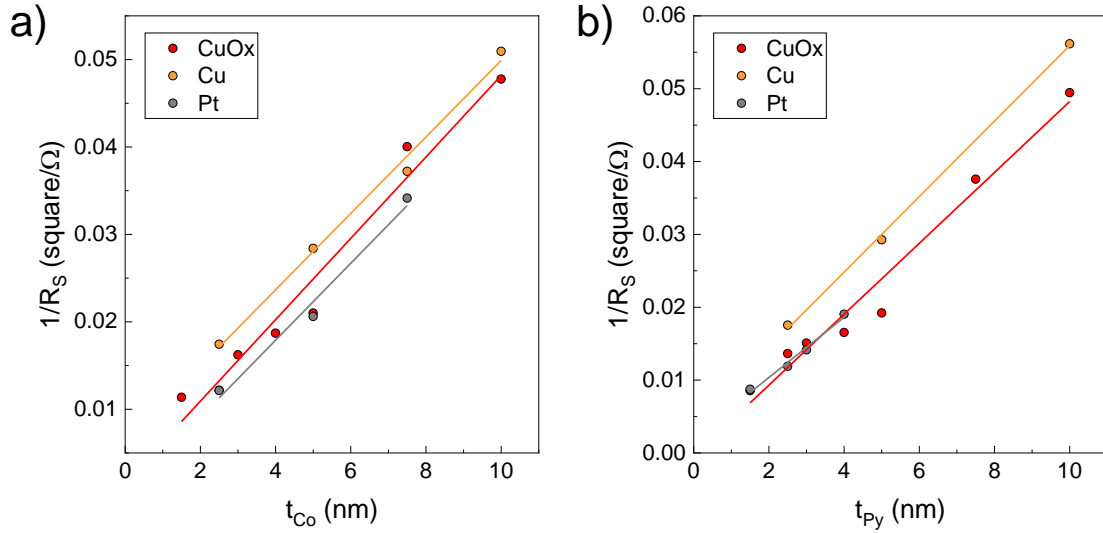 a)
CuOx
Cu
Pt
0.05
0.04
0.03
0.02
0.01
1/R_S (square/Ω)
0 2 4 6 8 10
t_Co (nm)
b)
CuOx
Cu
Pt
0.06
0.05
0.04
0.03
0.02
0.01
0.00
1/R_S (square/Ω)
0 2 4 6 8 10
t_Py (nm)